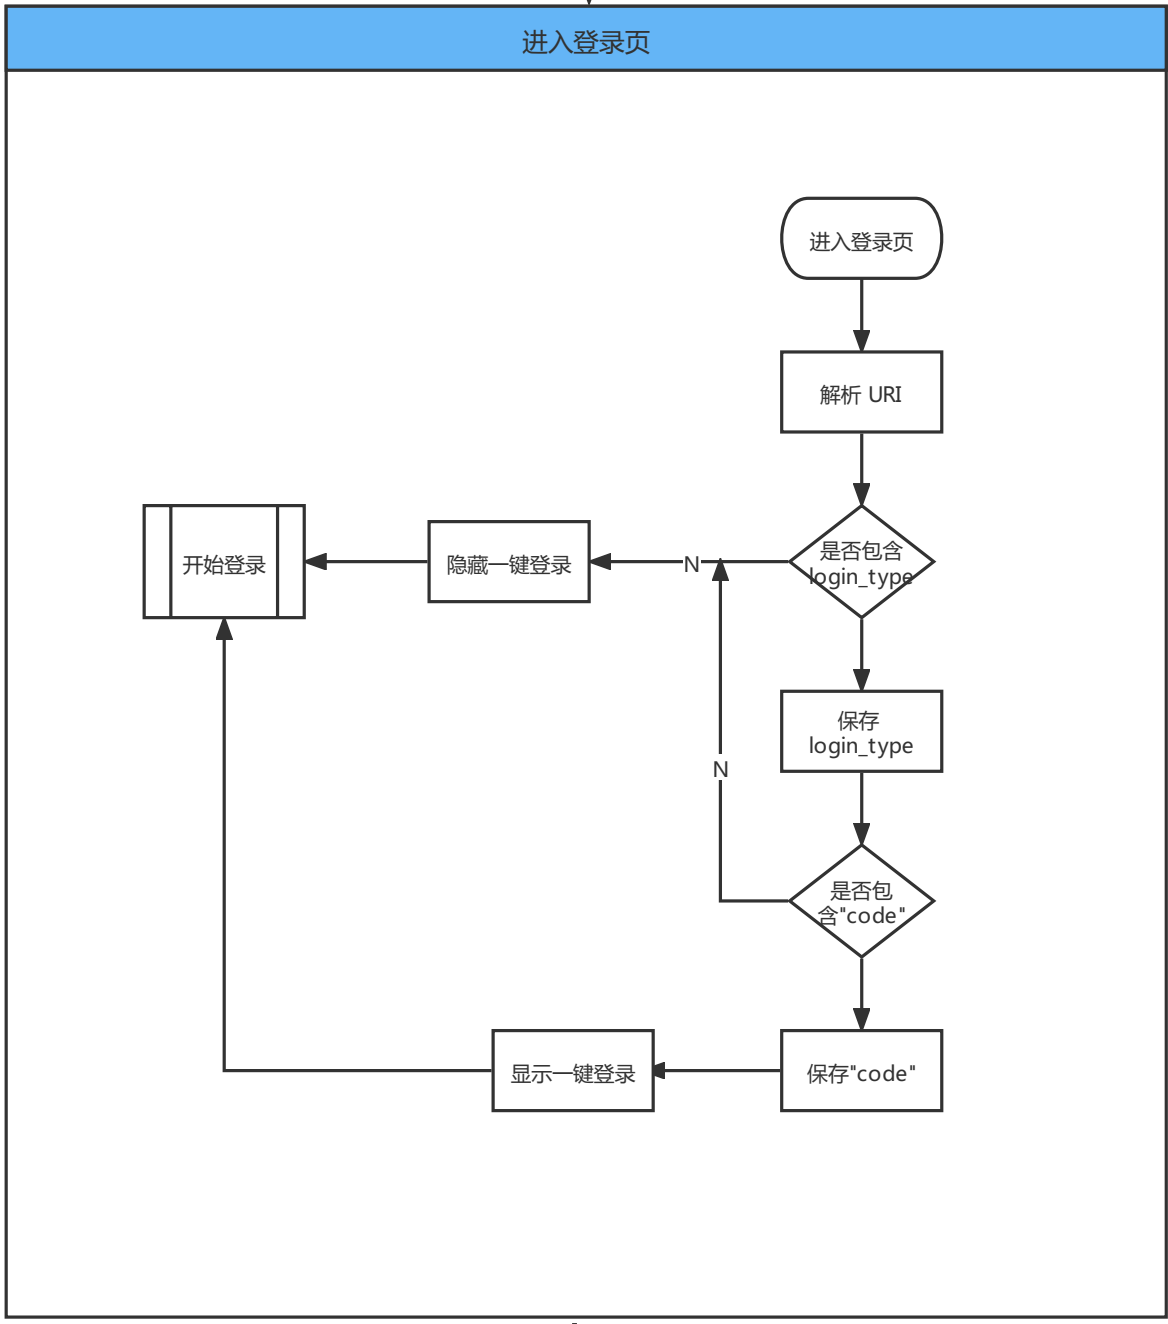 进入登录页
进入登录页
解析 URI
是否包含
login_type
N
隐藏一键登录
开始登录
保存
login_type
N
是否包
含"code"
保存"code"
显示一键登录